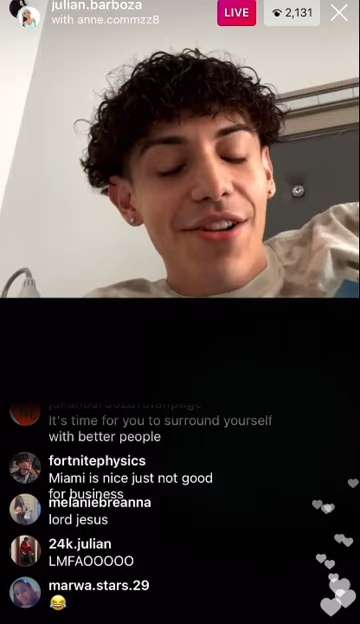 julian.barboza
with anne.commzz8
LIVE
2,131
It's time for you to surround yourself
with better people
fortnitephysics
Miami is nice just not good
for business
melaniebreanna
lord jesus
24k.julian
LMFAOOOOO
marwa.stars.29
😂